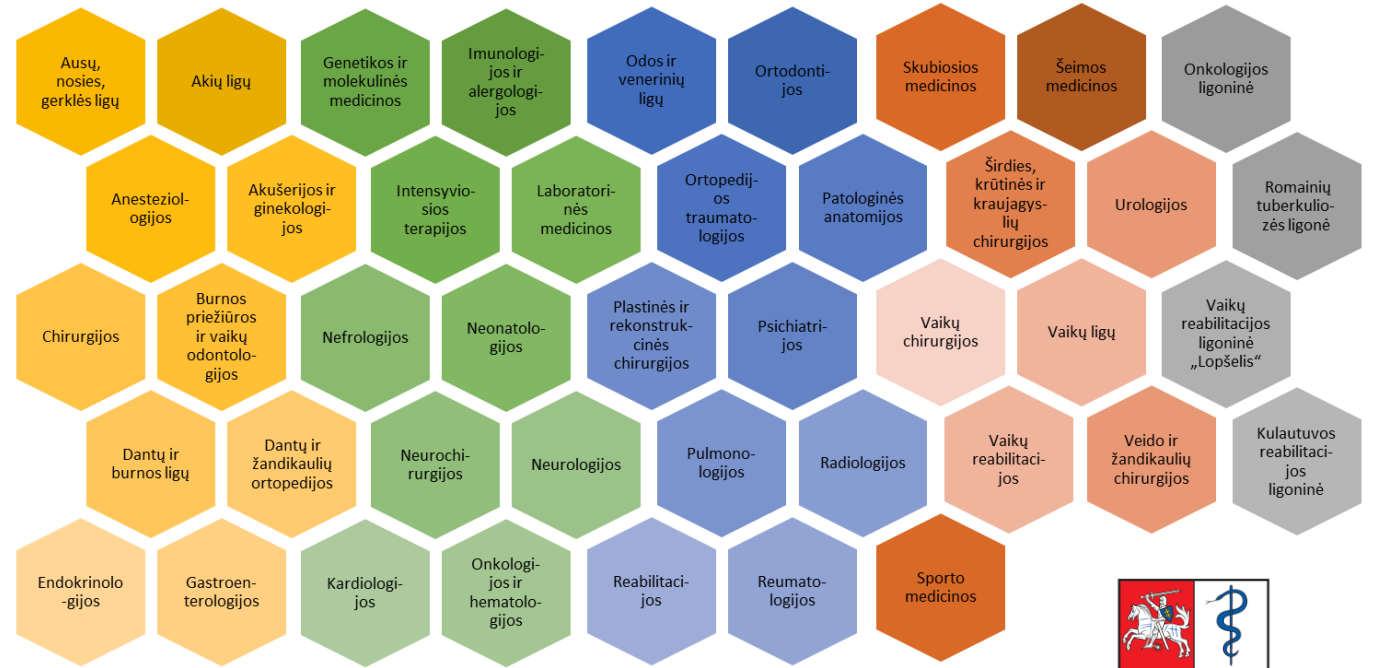 Ausų,
nosies,
gerklės ligų
Akių ligų
Genetikos ir
molekulinės
medicinos
Imunologi-
jos ir
alergologi-
jos
Odos ir
venerinių
ligų
Ortodonti-
jos
Skubiosios
medicinos
Šeimos
medicinos
Onkologijos
ligoninė
Anesteziol-
ogijos
Akušerijos ir
ginekologi-
jos
Intensyvio-
sios
terapijos
Laboratori-
nės
medicinos
Ortopedij-
os
traumato-
logijos
Patologinės
anatomijos
Širdies,
krūtinės ir
kraujagys-
lių
chirurgijos
Urologijos
Romainių
tuberkulio-
zės ligonė
Chirurgijos
Burnos
priežiūros
ir vaikų
odontolo-
gijos
Nefrologijos
Neonatolo-
gijos
Plastinės ir
rekonstruk-
cinės
chirurgijos
Psichiatri-
jos
Vaikų
chirurgijos
Vaikų ligų
Vaikų
reabilitacijos
ligoninė
„Lopšelis“
Dantų ir
burnos ligų
Dantų ir
žandikaulių
ortopedijos
Neurochi-
rurgijos
Neurologijos
Pulmono-
logijos
Radiologijos
Vaikų
reabilitaci-
jos
Veido ir
žandikaulių
chirurgijos
Kulautuvos
reabilitaci-
jos
ligoninė
Endokrinolo
-gijos
Gastroen-
terologijos
Kardiologi-
jos
Onkologi-
jos ir
hematolo-
gijos
Reabilitaci-
jos
Reumato-
logijos
Sporto
medicinos